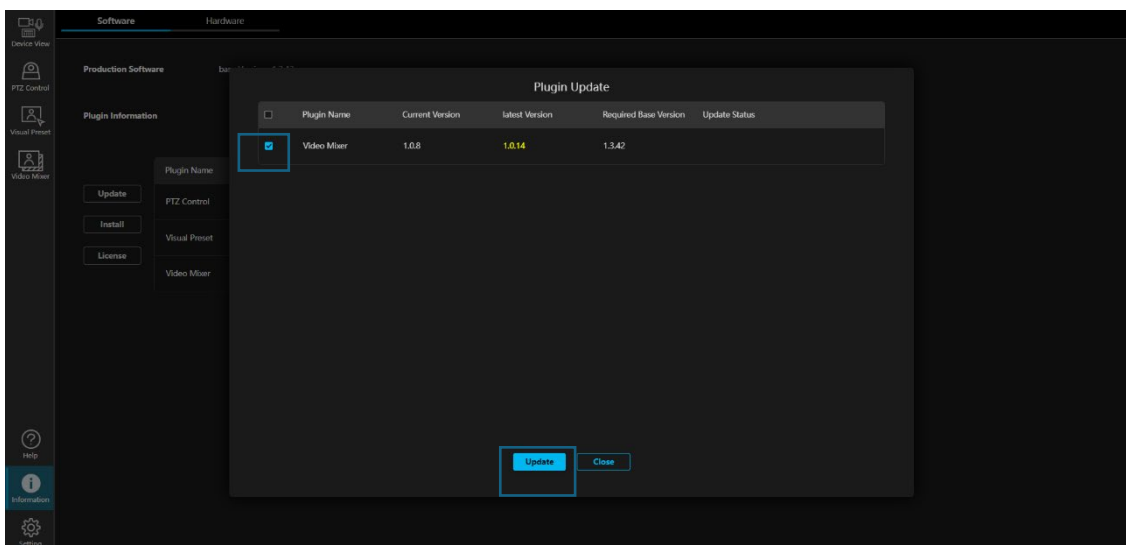 Software Hardware
Device View
Production Software
PTZ Control
Plugin Update
Plugin Information
Plugin Name Current Version latest Version Required Base Version Update Status
Visual Preset
Video Mixer 1.0.8 1.0.14 1.3.42
Video Mixer
Plugin Name
Update
PTZ Control
Install
Visual Preset
License
Video Mixer
Help
Update Close
Information
Setting